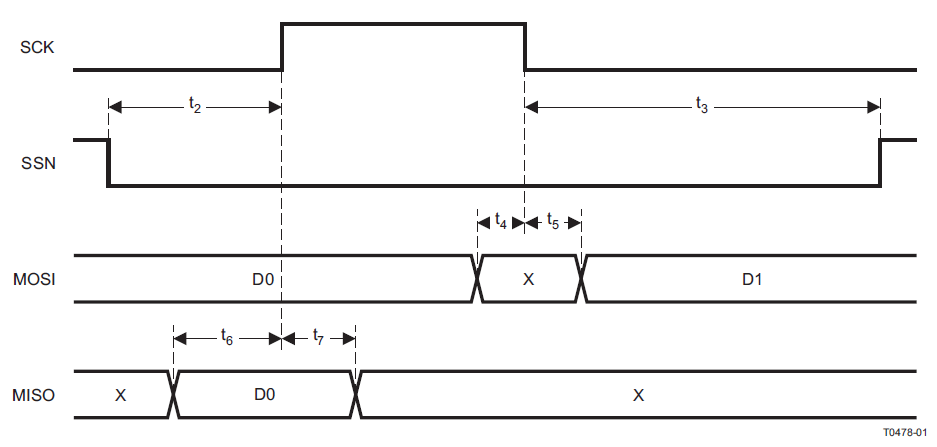 SCK
t2 t3
SSN
t4 t5
MOSI D0 X D1
t6 t7
MISO X D0 X
T0478-01